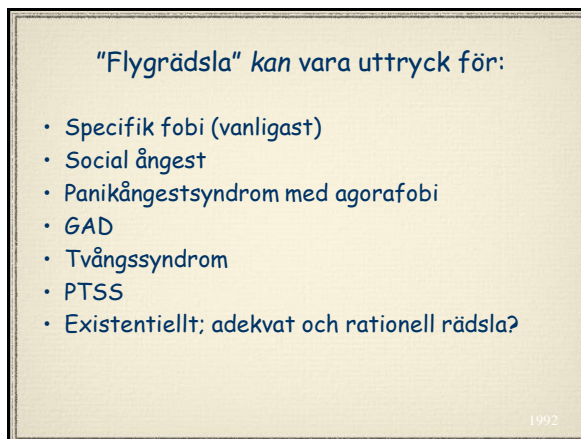 "Flygrädsla" kan vara uttryck för:
• Specifik fobi (vanligast)
• Social ångest
• Panikångestsyndrom med agorafobi
• GAD
• Tvångssyndrom
• PTSS
• Existentiellt; adekvat och rationell rädsla?
1992